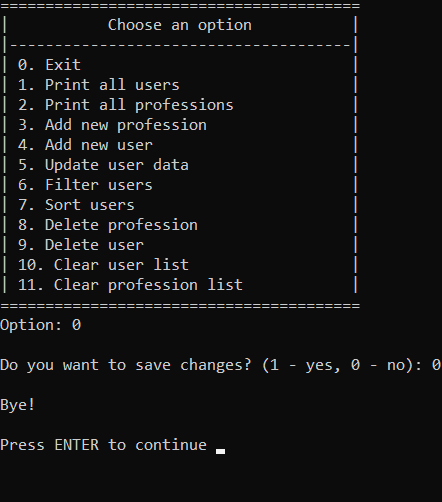 ========================================
|           Choose an option           |
|--------------------------------------|
| 0. Exit                              |
| 1. Print all users                   |
| 2. Print all professions             |
| 3. Add new profession                |
| 4. Add new user                      |
| 5. Update user data                  |
| 6. Filter users                      |
| 7. Sort users                        |
| 8. Delete profession                 |
| 9. Delete user                       |
| 10. Clear user list                  |
| 11. Clear profession list            |
========================================
Option: 0
Do you want to save changes? (1 - yes, 0 - no): 0
Bye!
Press ENTER to continue